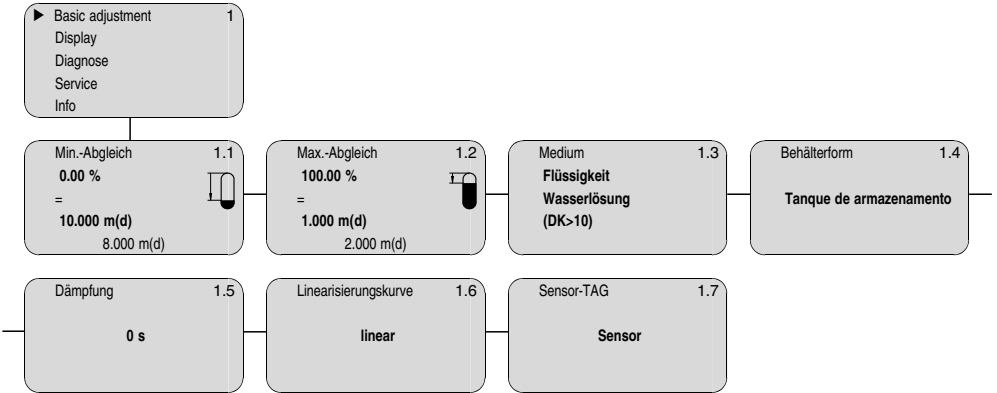 ▶ Basic adjustment 1
Display
Diagnose
Service
Info
Min.-Abgleich 1.1
0.00 %
=
10.000 m(d)
8.000 m(d)
Max.-Abgleich 1.2
100.00 %
=
1.000 m(d)
2.000 m(d)
Medium 1.3
Flüssigkeit
Wasserlösung
(DK>10)
Behälterform 1.4
Tanque de armazenamento
Dämpfung 1.5
0 s
Linearisierungskurve 1.6
linear
Sensor-TAG 1.7
Sensor